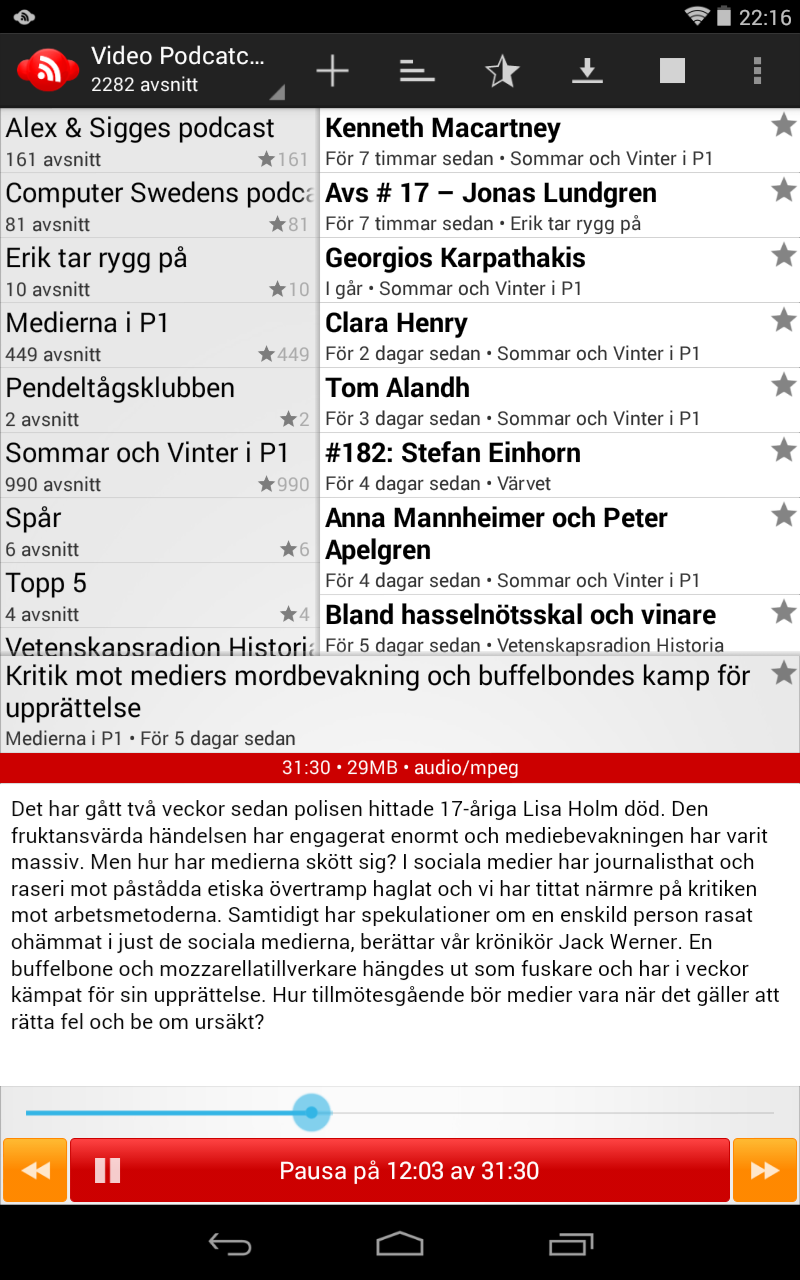 22:16
Video Podcatc...
2282 avsnitt
Alex & Sigges podcast
161 avsnitt
161
Computer Swedens podca
81 avsnitt
81
Erik tar rygg på
10 avsnitt
10
Medierna i P1
449 avsnitt
449
Pendeltågsklubben
2 avsnitt
2
Sommar och Vinter i P1
990 avsnitt
990
Spår
6 avsnitt
6
Topp 5
4 avsnitt
4
Vetenskapsradion Historia
Kenneth Macartney
För 7 timmar sedan • Sommar och Vinter i P1
Avs # 17 – Jonas Lundgren
För 7 timmar sedan • Erik tar rygg på
Georgios Karpathakis
I går • Sommar och Vinter i P1
Clara Henry
För 2 dagar sedan • Sommar och Vinter i P1
Tom Alandh
För 3 dagar sedan • Sommar och Vinter i P1
#182: Stefan Einhorn
För 4 dagar sedan • Värvet
Anna Mannheimer och Peter
Apelgren
För 4 dagar sedan • Sommar och Vinter i P1
Bland hasselnötsskal och vinare
För 5 dagar sedan • Vetenskapsradion Historia
Kritik mot mediers mordbevakning och buffelbondes kamp för
upprättelse
Medierna i P1 • För 5 dagar sedan
31:30 • 29MB • audio/mpeg
Det har gått två veckor sedan polisen hittade 17-åriga Lisa Holm död. Den
fruktansvärda händelsen har engagerat enormt och mediebevakningen har varit
massiv. Men hur har medierna skött sig? I sociala medier har journalisthat och
raseri mot påstådda etiska övertramp haglat och vi har tittat närmre på kritiken
mot arbetsmetoderna. Samtidigt har spekulationer om en enskild person rasat
ohämmat i just de sociala medierna, berättar vår krönikör Jack Werner. En
buffelbone och mozzarellatillverkare hängdes ut som fuskare och har i veckor
kämpat för sin upprättelse. Hur tillmötesgående bör medier vara när det gäller att
rätta fel och be om ursäkt?
Pausa på 12:03 av 31:30